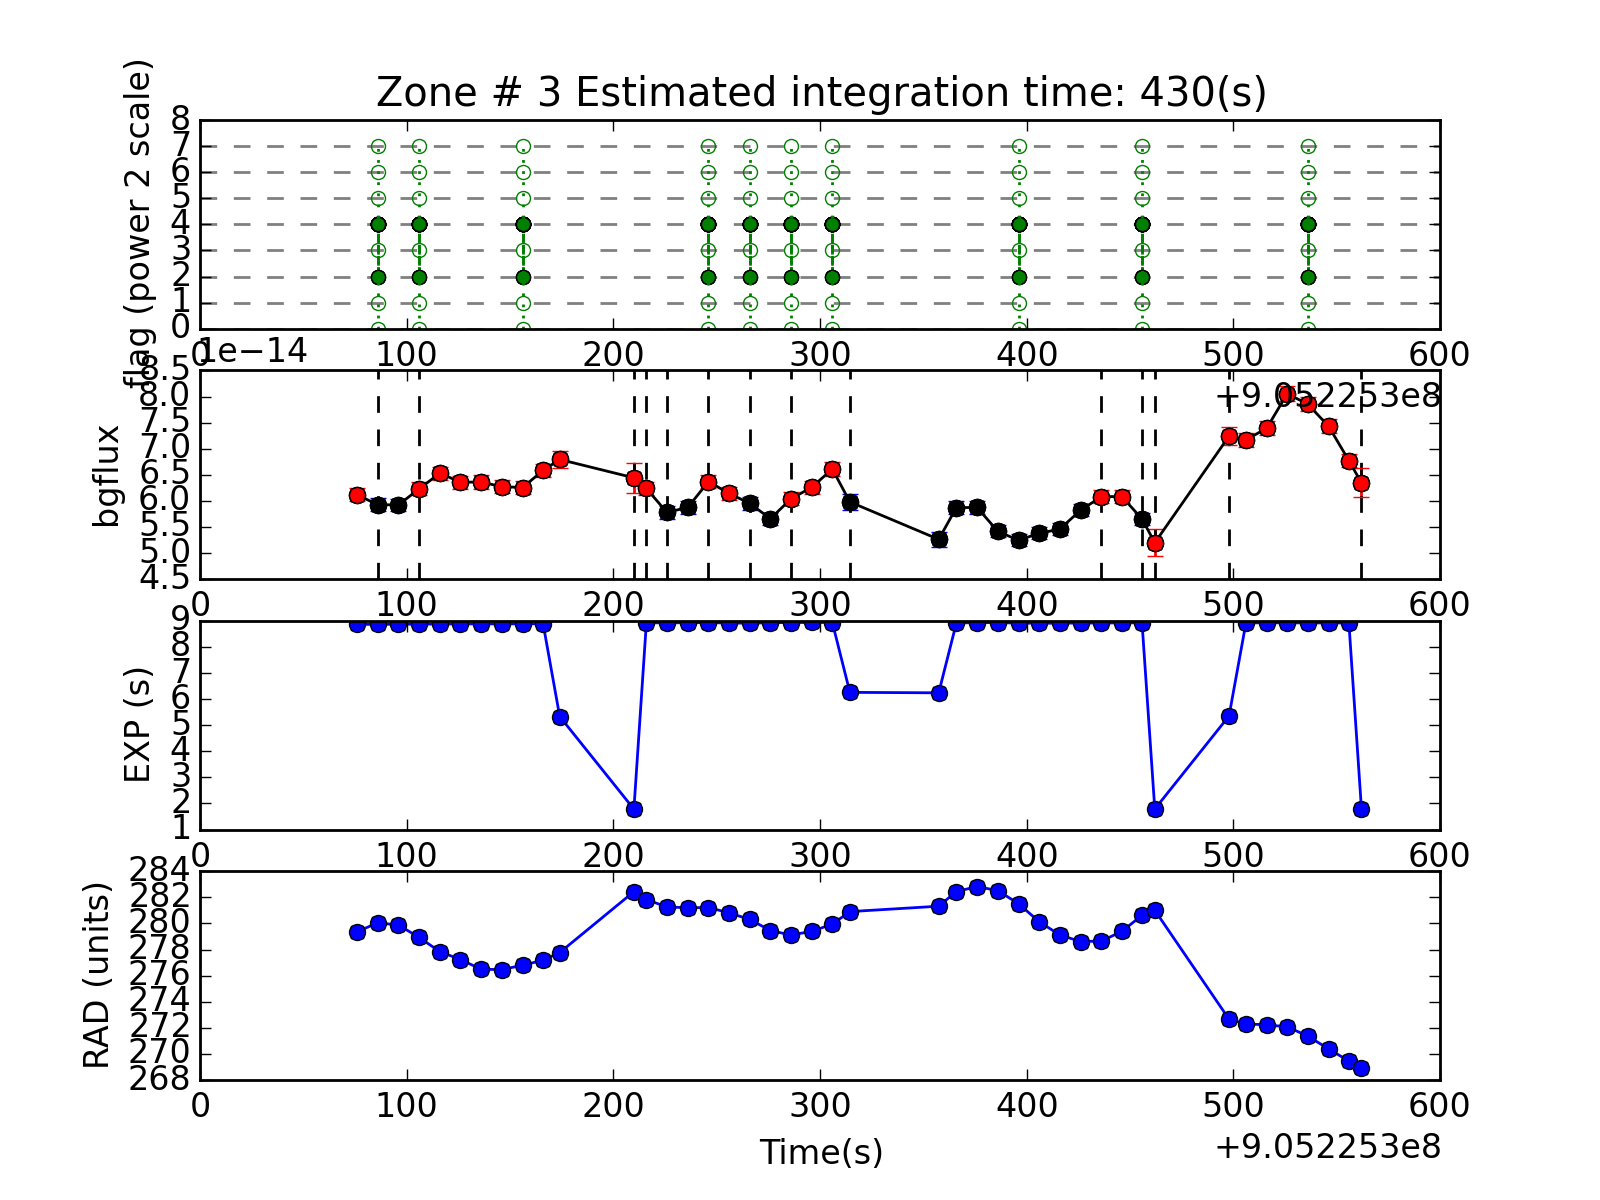 Zone # 3 Estimated integration time: 430(s)
flag (power 2 scale)
8
7
6
5
4
3
2
1
0
0 100 200 300 400 500 600
1e−14
+9.052253e8
bgflux
8.5
8.0
7.5
7.0
6.5
6.0
5.5
5.0
4.5
0 100 200 300 400 500 600
EXP (s)
9
8
7
6
5
4
3
2
1
0 100 200 300 400 500 600
RAD (units)
284
282
280
278
276
274
272
270
268
0 100 200 300 400 500 600
Time(s)
+9.052253e8